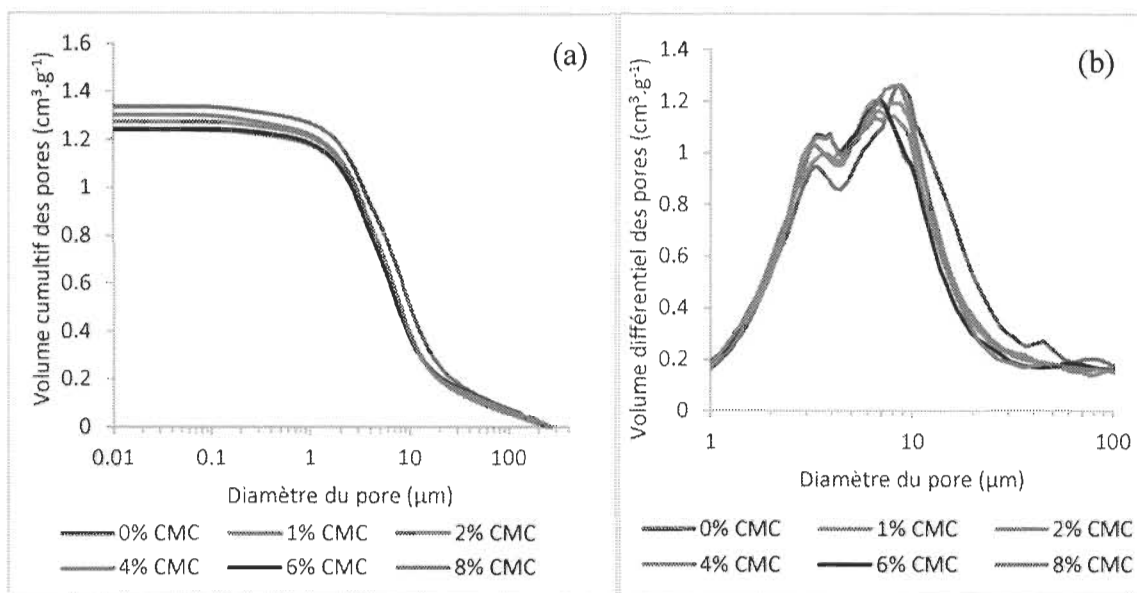 (a)
Volume cumultif des pores (cm³.g⁻¹)
1.6
1.4
1.2
1
0.8
0.6
0.4
0.2
0
0.01 0.1 1 10 100
Diamètre du pore (µm)
0% CMC 1% CMC 2% CMC
4% CMC 6% CMC 8% CMC
(b)
Volume différentiel des pores (cm³.g⁻¹)
1.4
1.2
1
0.8
0.6
0.4
0.2
0
1 10 100
Diamètre du pore (µm)
0% CMC 1% CMC 2% CMC
4% CMC 6% CMC 8% CMC